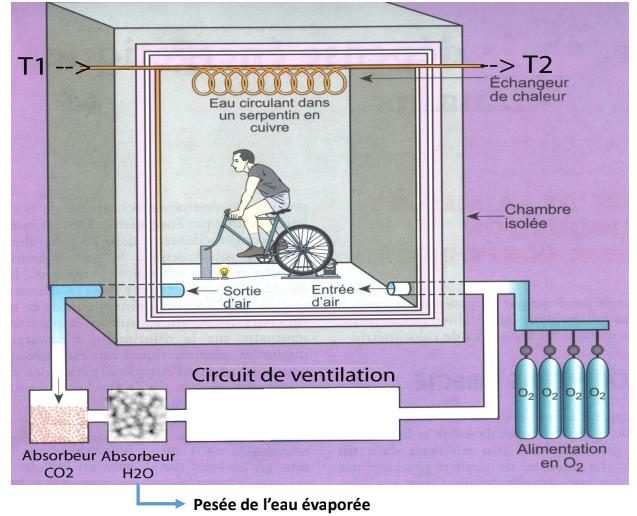 T1 -->
--> T2
Échangeur
de chaleur
Eau circulant dans
un serpentin en
cuivre
Chambre
isolée
Sortie
d'air
Entrée
d'air
Circuit de ventilation
O2 O2 O2 O2
Absorbeur
CO2
Absorbeur
H2O
Alimentation
en O2
Pesée de l'eau évaporée